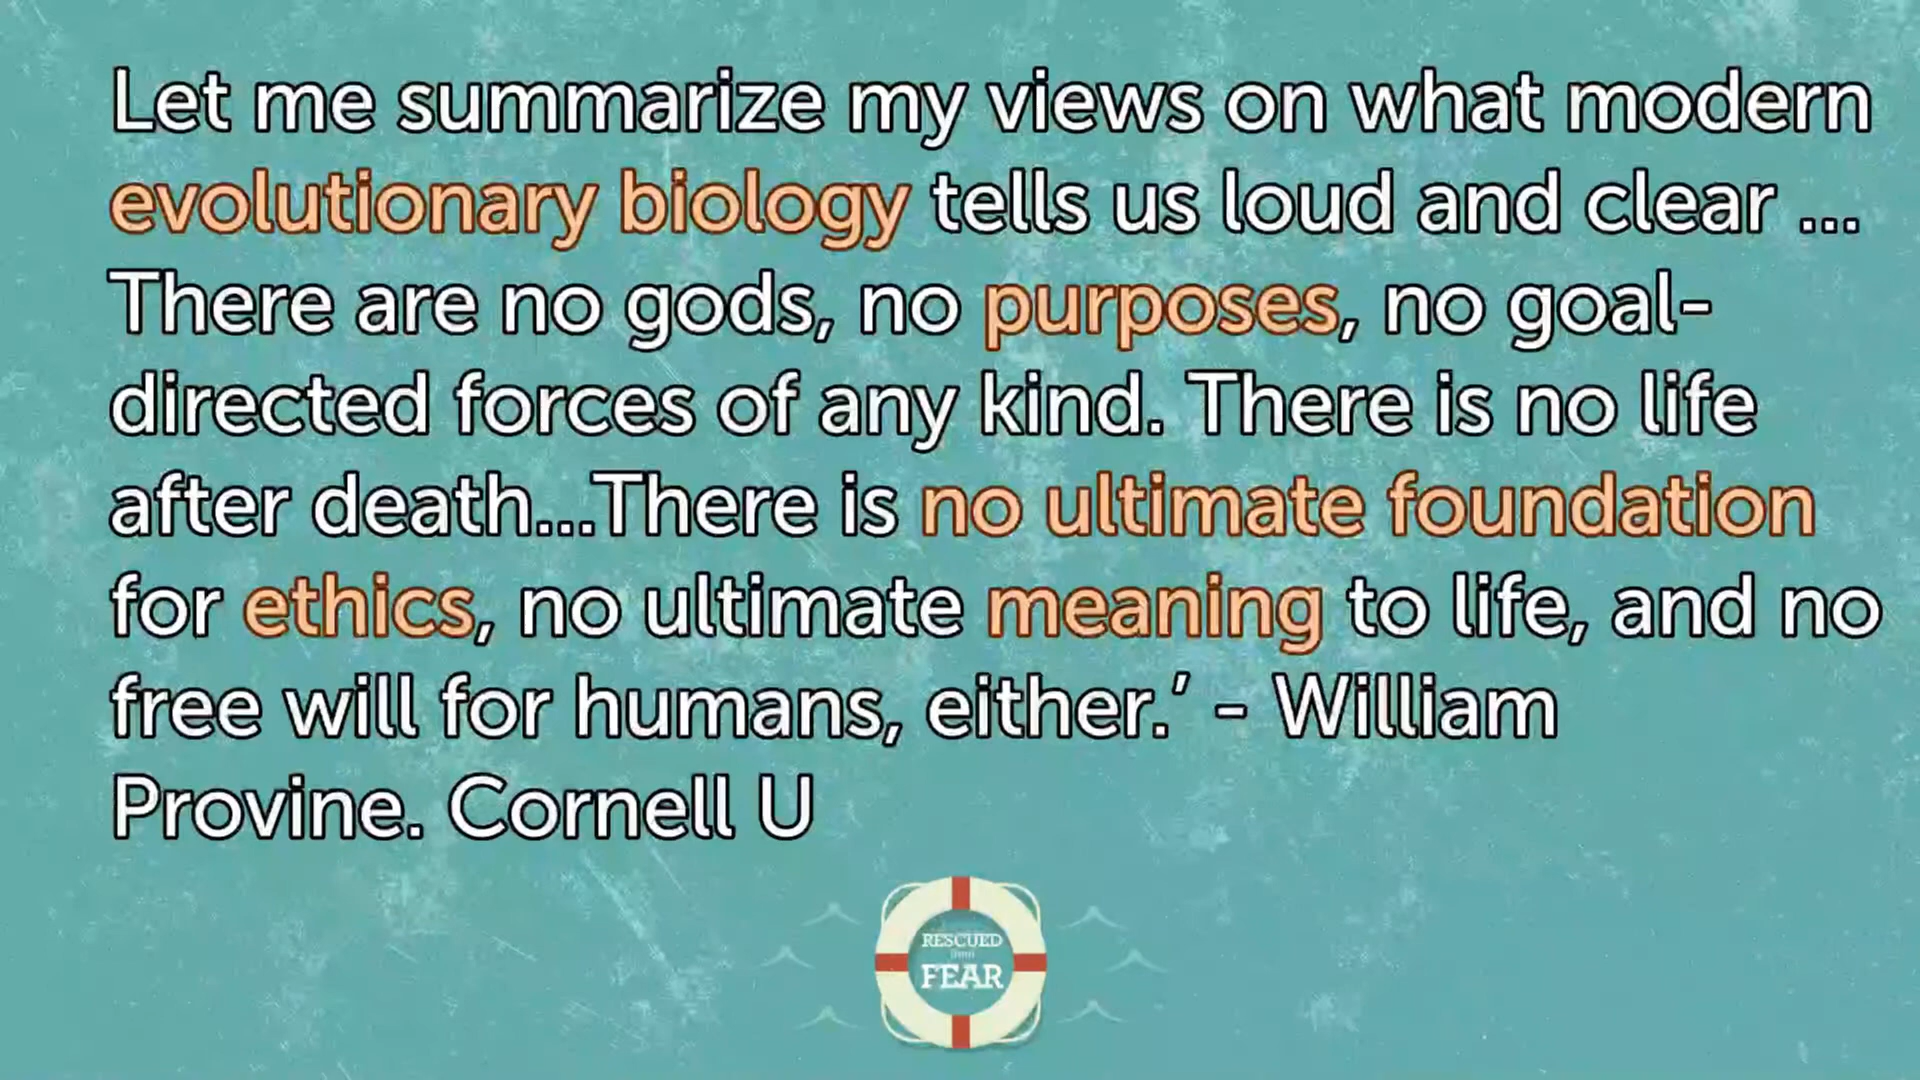 Let me summarize my views on what modern
evolutionary biology tells us loud and clear ...
There are no gods, no purposes, no goal-
directed forces of any kind. There is no life
after death...There is no ultimate foundation
for ethics, no ultimate meaning to life, and no
free will for humans, either.’ - William
Provine. Cornell U
RESCUED
FEAR